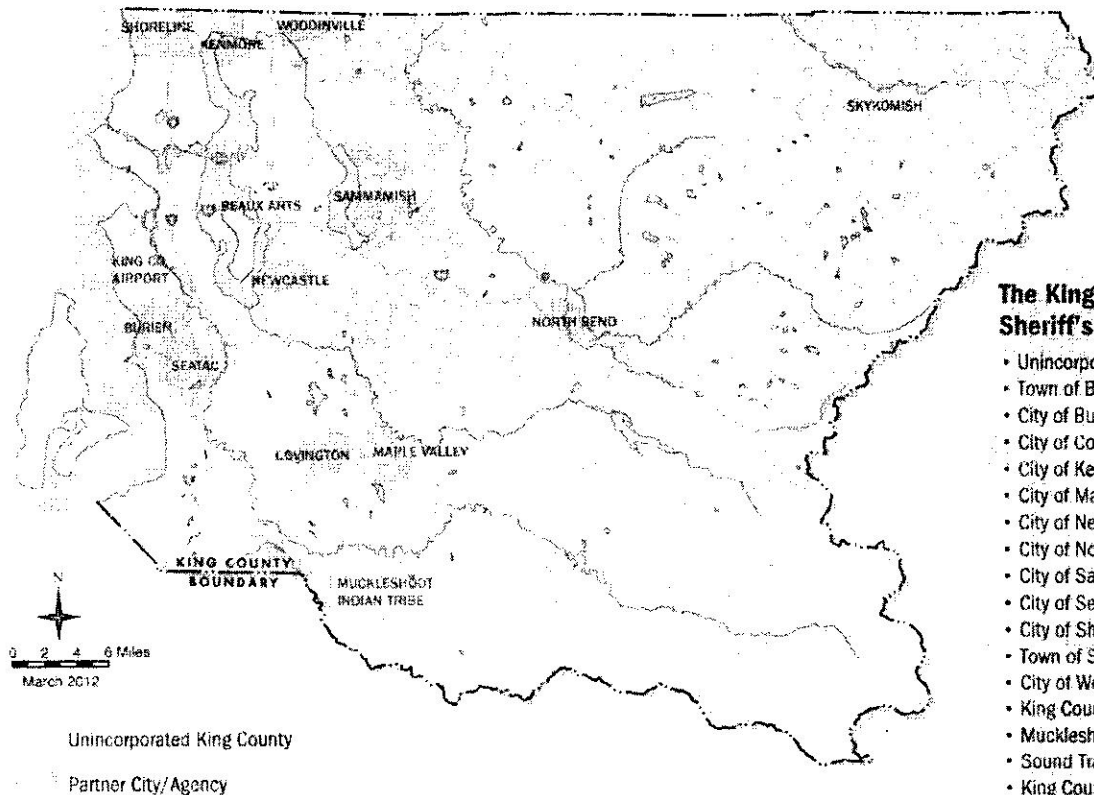 SHORELINE
WOODINVILLE
KENMORE
SKYKOMISH
SAMMAMISH
BEAUX ARTS
KING CO
AIRPORT
NEWCASTLE
NORTH BEND
BURIEN
SEATAC
COVINGTON
MAPLE VALLEY
KING COUNTY
BOUNDARY
MUCKLESHOOT
INDIAN TRIBE
N
0 2 4 6 Miles
March 2012
Unincorporated King County
Partner City/Agency
The King
Sheriff's
• Unincorpo
• Town of B
• City of Bu
• City of Co
• City of Ke
• City of Ma
• City of Ne
• City of No
• City of Sa
• City of Se
• City of Sh
• Town of S
• City of Wo
• King Coun
• Mucklesh
• Sound Tra
• King Coun